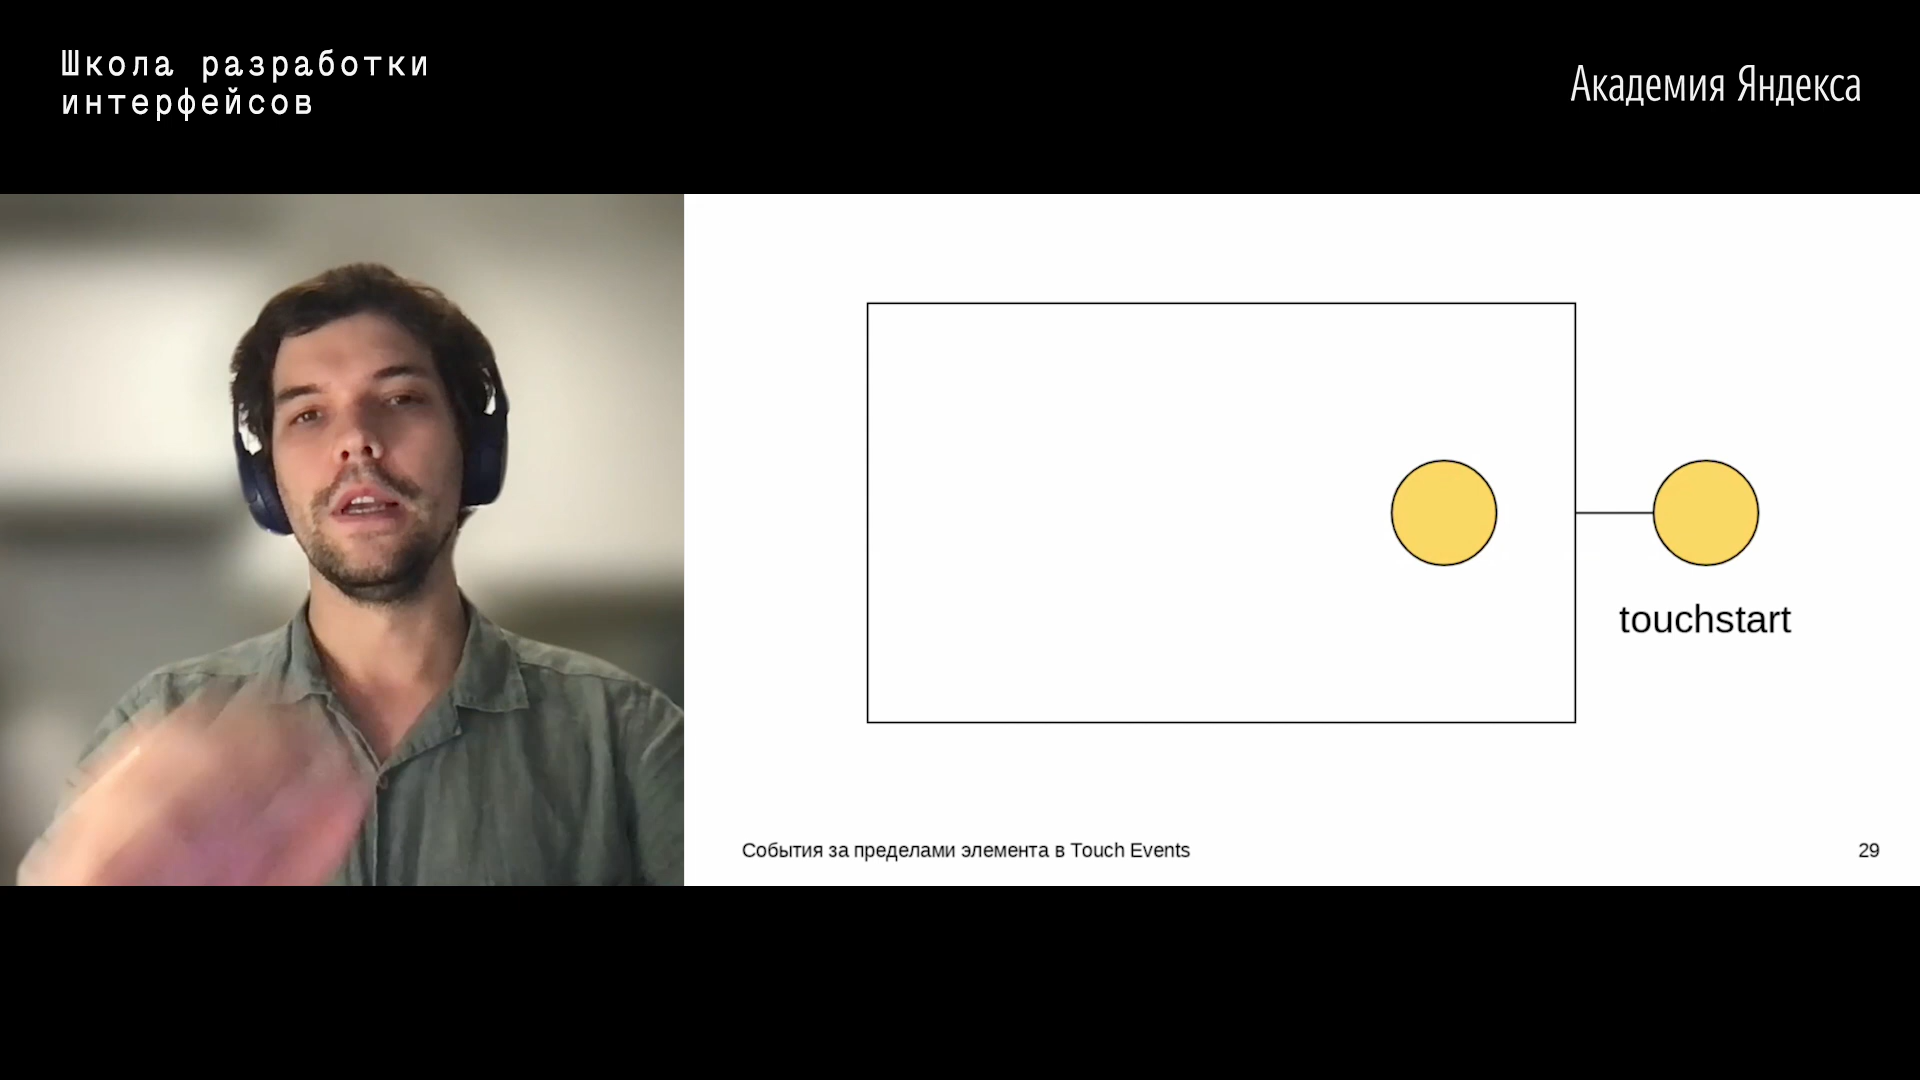 Школа разработки
интерфейсов
Академия Яндекса
touchstart
События за пределами элемента в Touch Events
29